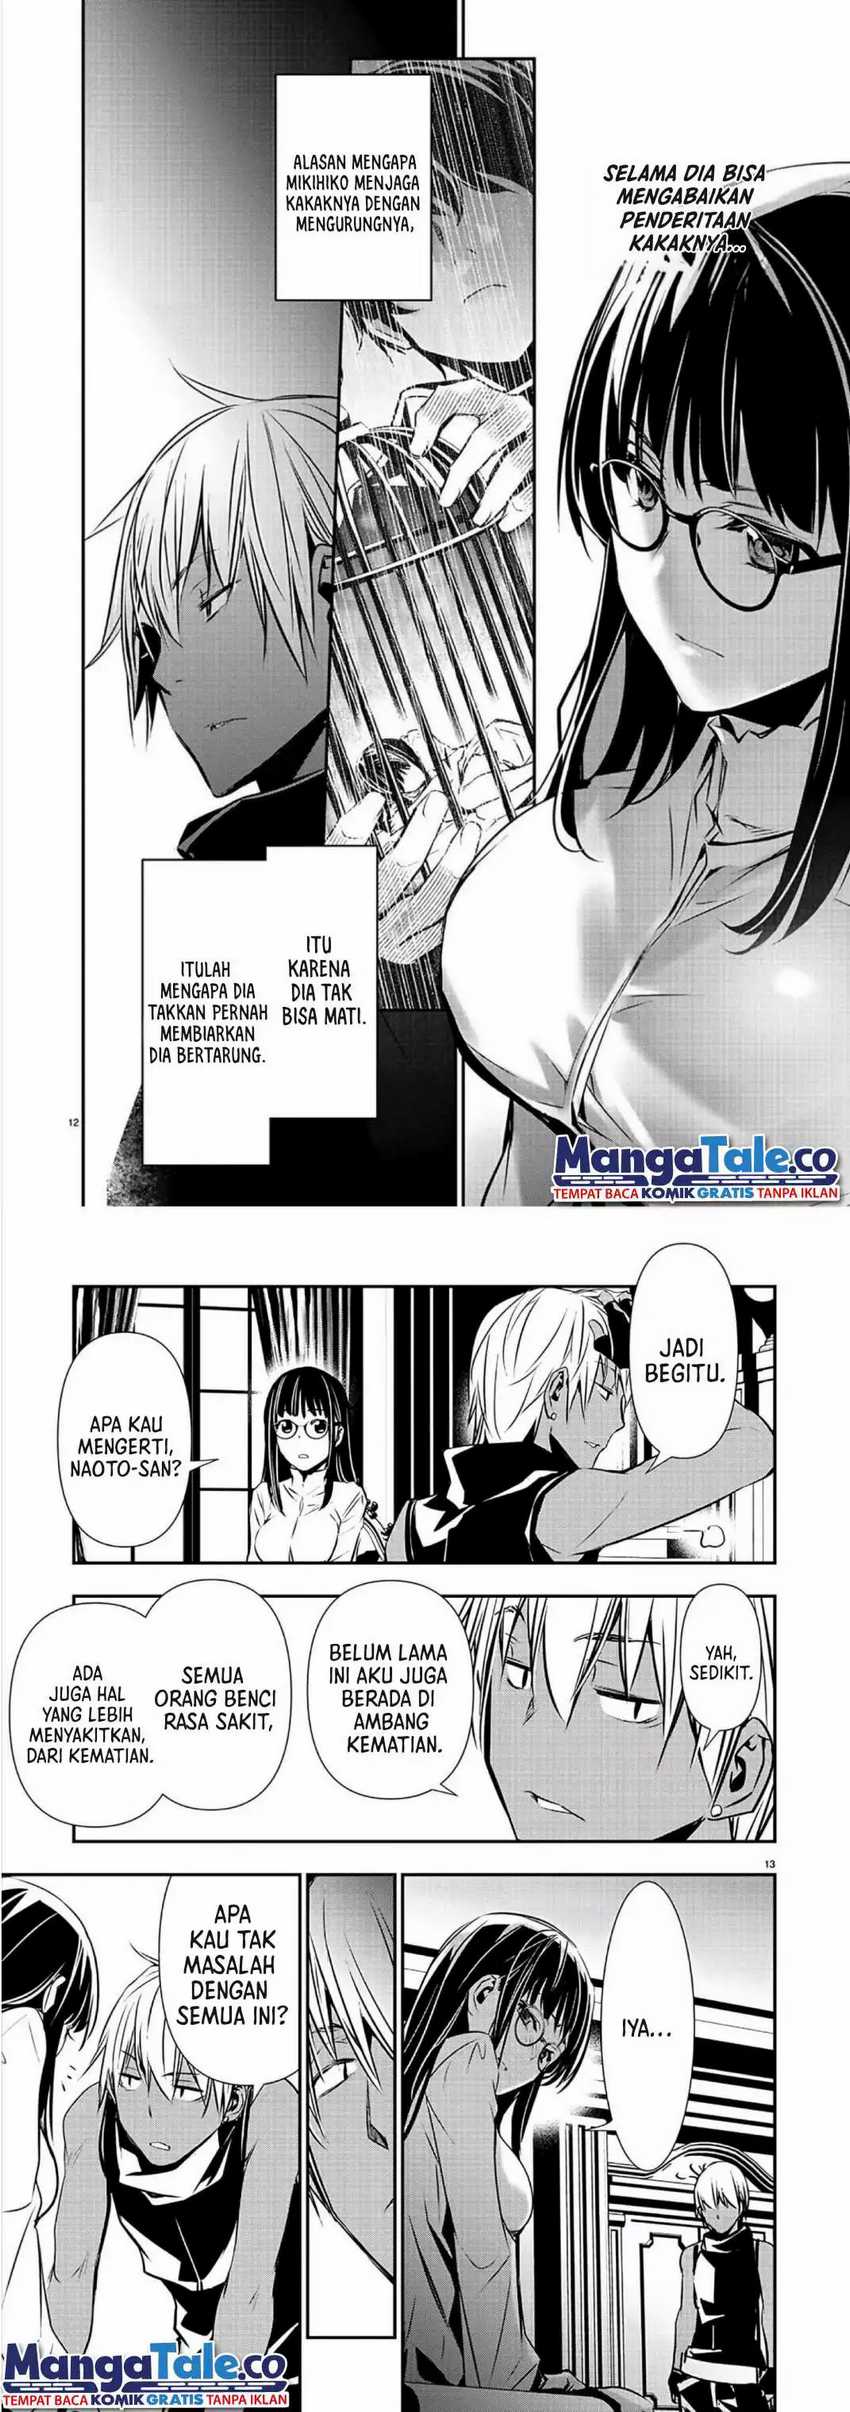 SELAMA DIA BISA
MENGABAIKAN
PENDERITAAN
KAKAKNYA...
ALASAN MENGAPA
MIKIHIKO MENJAGA
KAKAKNYA DENGAN
MENGURUNGNYA,
ITU
KARENA
DIA TAK
BISA MATI.
ITULAH
MENGAPA DIA
TAKKAN PERNAH
MEMBIARKAN
DIA BERTARUNG.
12
MANGATALE.CO
TEMPAT BACA KOMIK GRATIS TANPA IKLAN
JADI
BEGITU.
APA KAU
MENGERTI,
NAOTO-SAN?
YAH,
SEDIKIT.
BELUM LAMA
INI AKU JUGA
BERADA DI
AMBANG
KEMATIAN.
SEMUA
ORANG BENCI
RASA SAKIT,
ADA
JUGA HAL
YANG LEBIH
MENYAKITKAN,
DARI KEMATIAN.
13
IYA...
APA
KAU TAK
MASALAH
DENGAN
SEMUA INI?
MANGATALE.CO
TEMPAT BACA KOMIK GRATIS TANPA IKLAN